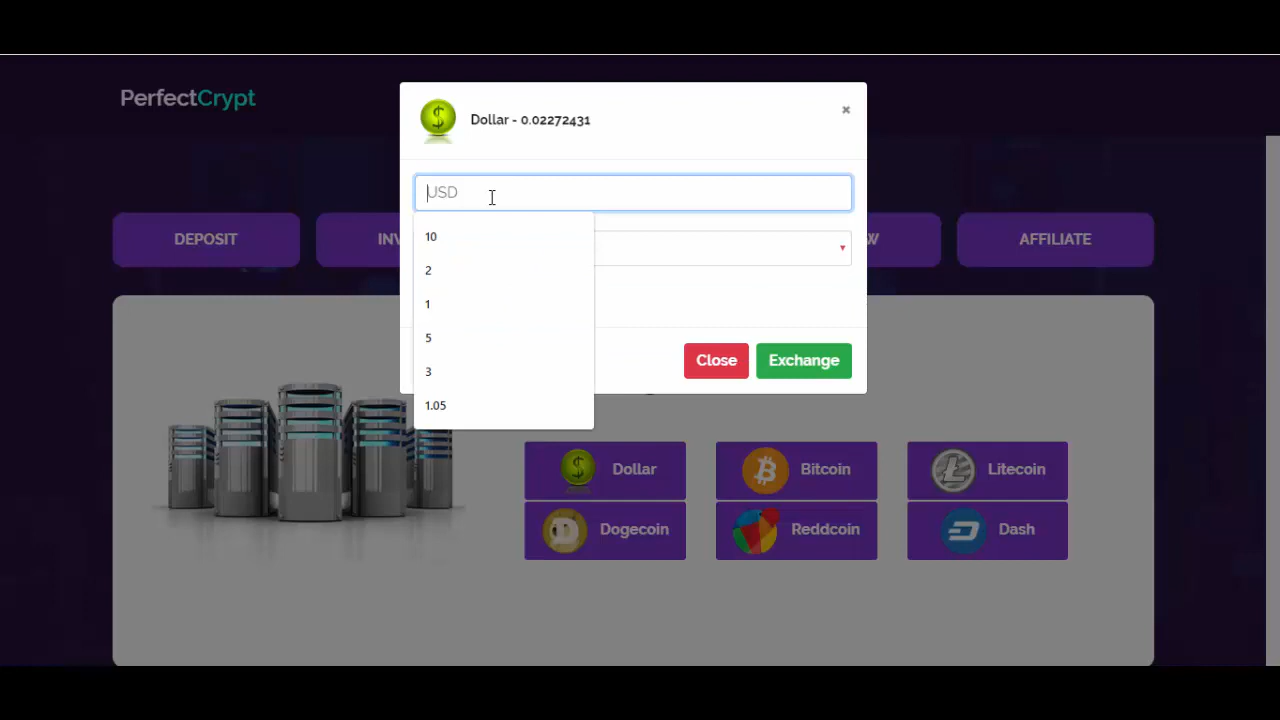 PerfectCrypt
Dollar - 0.02272431
×
USD
10
2
1
5
3
1.05
DEPOSIT
INV
W
AFFILIATE
Close
Exchange
Dollar
Bitcoin
Litecoin
Dogecoin
Reddcoin
Dash